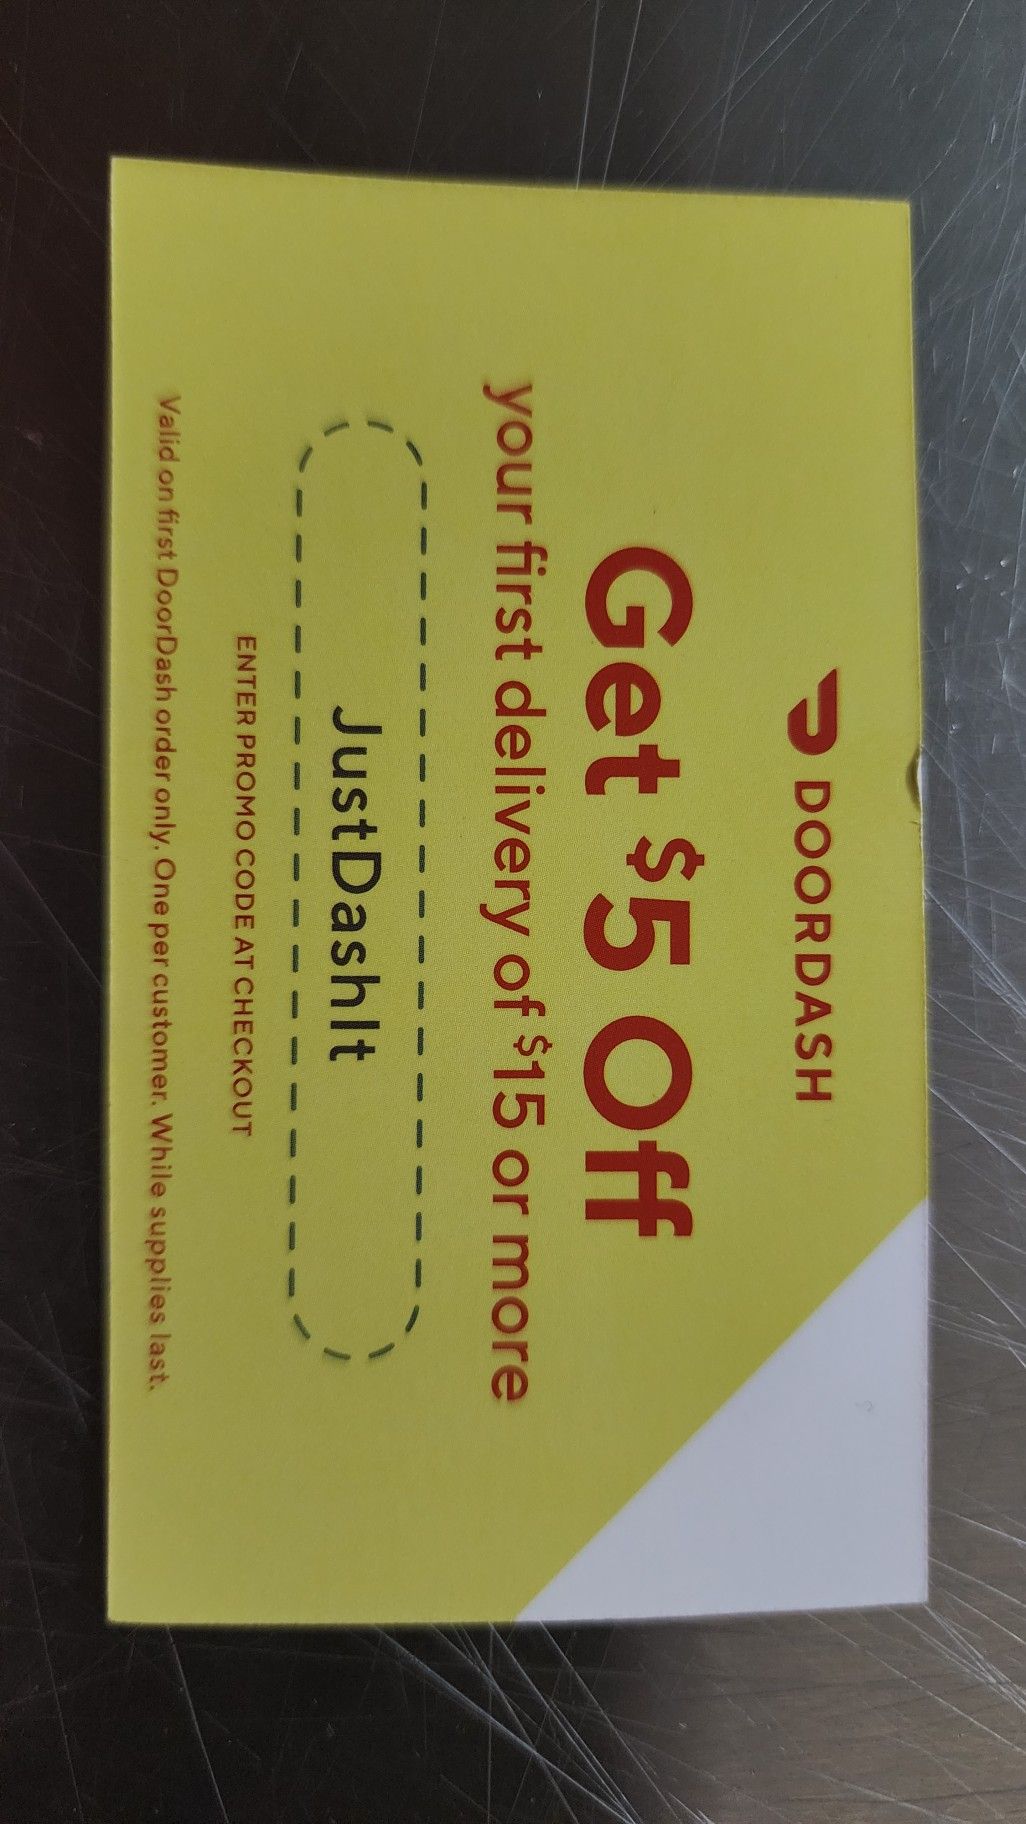 DOORDASH
Get $5 Off
your first delivery of $15 or more
JustDashIt
ENTER PROMO CODE AT CHECKOUT
Valid on first DoorDash order only. One per customer. While supplies last.